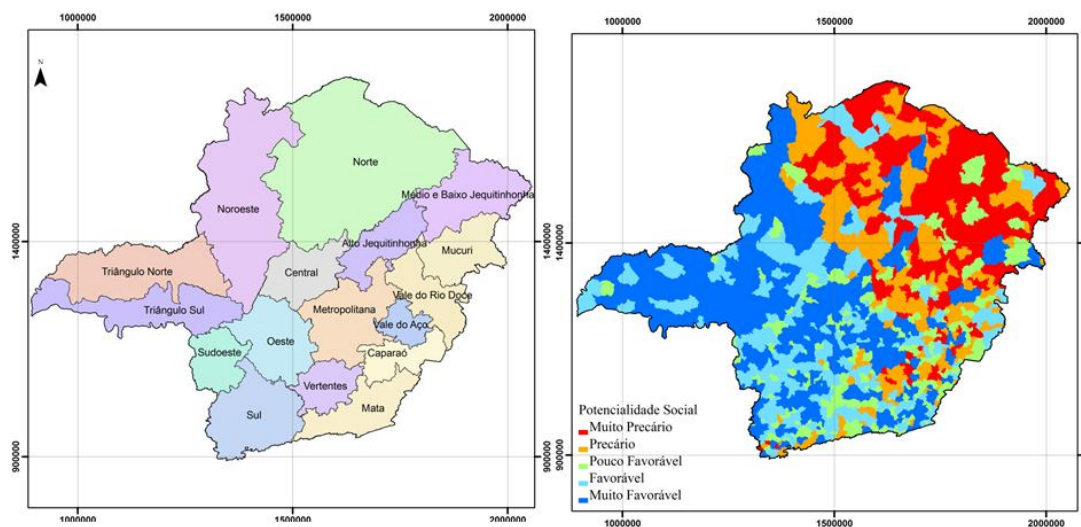 1000000 1500000 2000000
N
Norte
Médio e Baixo Jequitinhonha
Noroeste
Alto Jequitinhonha
Mucuri
Central
Triângulo Norte
Vale do Rio Doce
Triângulo Sul
Metropolitana
Vale do Aço
Oeste
Sudoeste
Caparaó
Vertentes
Sul
Mata
1400000
900000
1000000 1500000 2000000
1000000 1500000 2000000
1400000 1400000
Potencialidade Social
Muito Precário
Precário
Pouco Favorável
Favorável
Muito Favorável
900000 900000
1000000 1500000 2000000